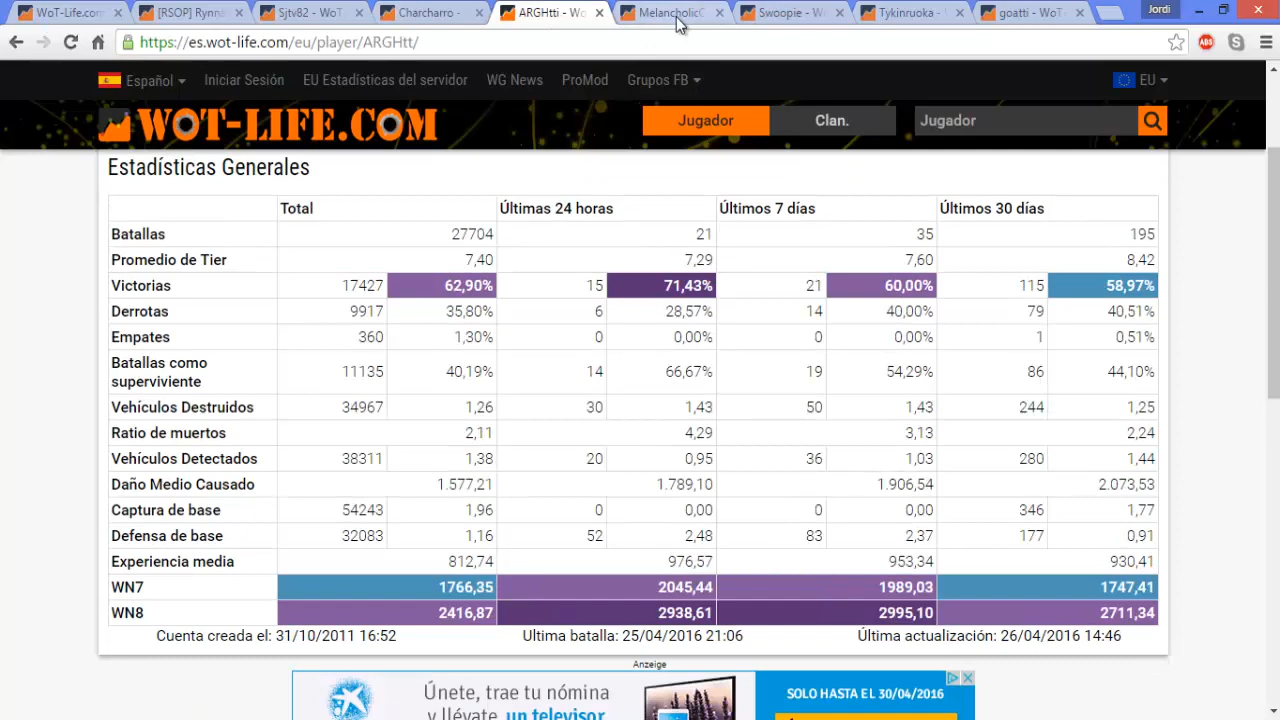 WoT-Life.com
[RSOP] Rynn
Sjtv82 - WoT
Charcharro -
ARGHtti - Wo
MelancholicC
Swoopie - W
Tykinruoka -
goatti - WoT
Jordi
https://es.wot-life.com/eu/player/ARGHtt/
ABS
Español Iniciar Sesión EU Estadísticas del servidor WG News ProMod Grupos FB EU
WOT-LIFE.COM Jugador Clan. Jugador
Estadísticas Generales
Total Últimas 24 horas Últimos 7 días Últimos 30 días
Batallas 27704 21 35 195
Promedio de Tier 7,40 7,29 7,60 8,42
Victorias 17427 62,90% 15 71,43% 21 60,00% 115 58,97%
Derrotas 9917 35,80% 6 28,57% 14 40,00% 79 40,51%
Empates 360 1,30% 0 0,00% 0 0,00% 1 0,51%
Batallas como
superviviente 11135 40,19% 14 66,67% 19 54,29% 86 44,10%
Vehículos Destruidos 34967 1,26 30 1,43 50 1,43 244 1,25
Ratio de muertos 2,11 4,29 3,13 2,24
Vehículos Detectados 38311 1,38 20 0,95 36 1,03 280 1,44
Daño Medio Causado 1.577,21 1.789,10 1.906,54 2.073,53
Captura de base 54243 1,96 0 0,00 0 0,00 346 1,77
Defensa de base 32083 1,16 52 2,48 83 2,37 177 0,91
Experiencia media 812,74 976,57 953,34 930,41
WN7 1766,35 2045,44 1989,03 1747,41
WN8 2416,87 2938,61 2995,10 2711,34
Cuenta creada el: 31/10/2011 16:52 Ultima batalla: 25/04/2016 21:06 Última actualización: 26/04/2016 14:46
Anzeige
Únete, trae tu nómina
y llévate un televisor
SOLO HASTA EL 30/04/2016